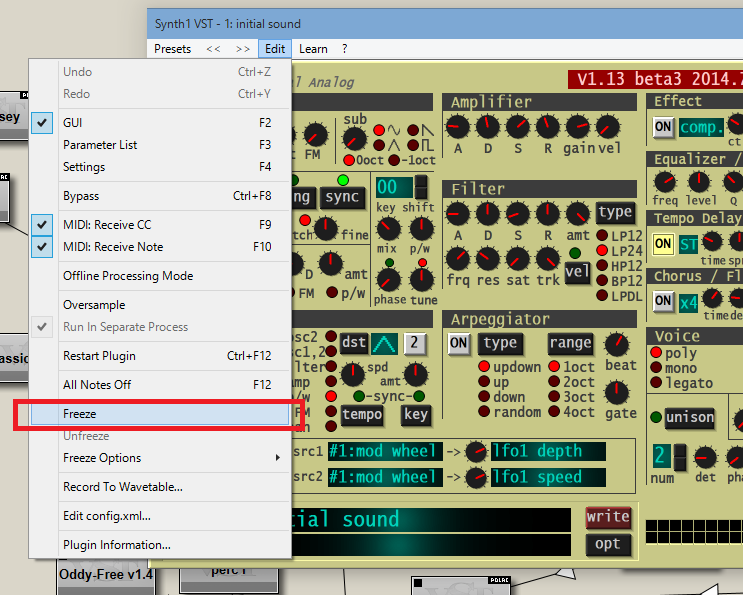 Synth1 VST - 1: initial sound
Presets << >> Edit Learn ?
Undo Ctrl+Z
Redo Ctrl+Y
GUI F2
Parameter List F3
Settings F4
Bypass Ctrl+F8
MIDI: Receive CC F9
MIDI: Receive Note F10
Offline Processing Mode
Oversample
Run In Separate Process
Restart Plugin Ctrl+F12
All Notes Off F12
Freeze
Unfreeze
Freeze Options
Record To Wavetable...
Edit config.xml...
Plugin Information...
Analog
V1.13 beta3 2014.7
sub
FM
0oct -1oct
sync
fine
key shift
00
mix p/w
phase tune
amt
FM p/w
Amplifier
A D S R gain vel
Filter
A D S R amt
type
LP12
LP24
HP12
BP12
LPDL
frq res sat trk
vel
Effect
ON comp.
Equalizer /
freq level Q
Tempo Delay
ON ST
time
Chorus / Fl
ON x4
time
Voice
poly
mono
legato
unison
2
num det
osc2
dst 2
spd
amt
sync
tempo key
Arpeggiator
ON type range
beat
updown
up
down
random
1oct
2oct
3oct
4oct
gate
src1 #1:mod wheel -> lfo1 depth
src2 #1:mod wheel -> lfo1 speed
tial sound
write
opt
sey
assic
Oddy-Free v1.4
perc1
POLAC